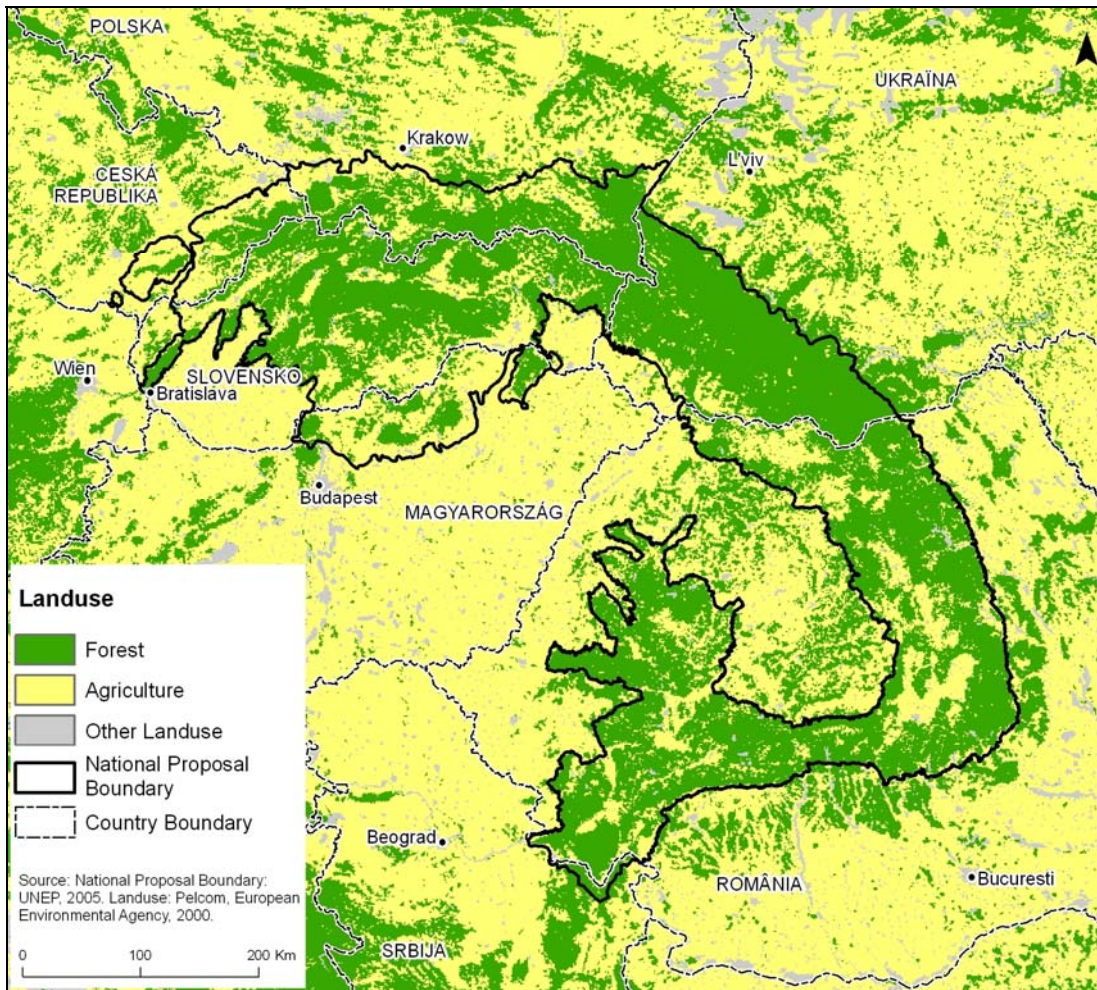 POLSKA
UKRAÏNA
Krakow
L'viv
ČESKÁ
REPUBLIKA
Wien
SLOVENSKO
Bratislava
Budapest
MAGYARORSZÁG
Landuse
Forest
Agriculture
Other Landuse
National Proposal
Boundary
Country Boundary
Source: National Proposal Boundary:
UNEP, 2005. Landuse: Pelcom, European
Environmental Agency, 2000.
0 100 200 Km
Beograd
ROMÂNIA
Bucuresti
SRBIJA